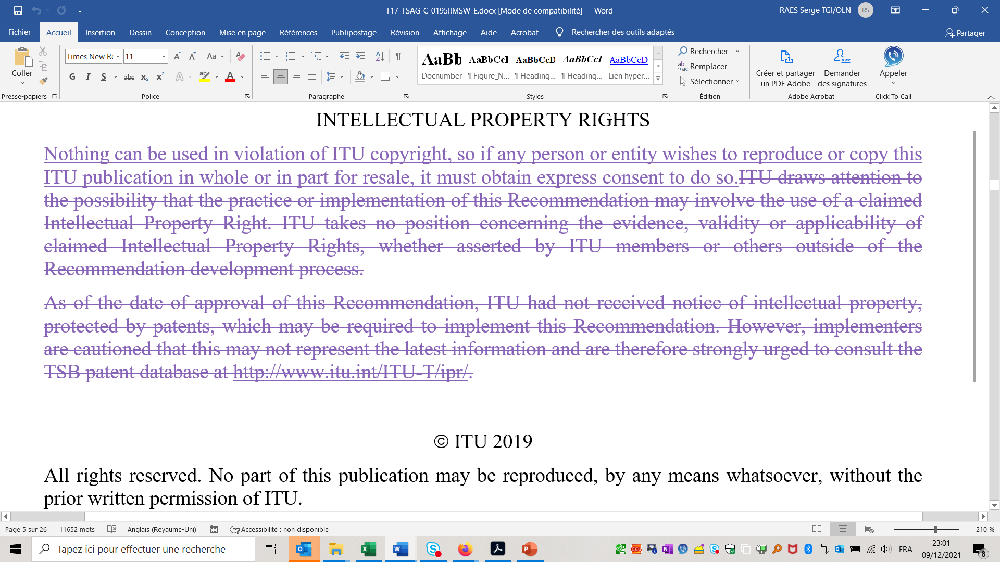 T17-TSAG-C-0195!!MSW-E.docx [Mode de compatibilité] - Word
RAES Serge TGI/OLN
RS
Fichier Accueil Insertion Dessin Conception Mise en page Références Publipostage Révision Affichage Aide Acrobat Rechercher des outils adaptés Partager
Coller
Presse-papiers
Times New Ro 11
Police
Paragraphe
AaBb AaBbCcI AaBbCcD AaBbCcI AaBbCcD
Docnumber ¶ Figure_N... ¶ Heading... ¶ Heading... Lien hyper...
Styles
Rechercher
Remplacer
Sélectionner
Édition
Créer et partager
un PDF Adobe
Demander
des signatures
Adobe Acrobat
Appeler
Click To Call
INTELLECTUAL PROPERTY RIGHTS
Nothing can be used in violation of ITU copyright, so if any person or entity wishes to reproduce or copy this
ITU publication in whole or in part for resale, it must obtain express consent to do so.ITU draws attention to
the possibility that the practice or implementation of this Recommendation may involve the use of a claimed
Intellectual Property Right. ITU takes no position concerning the evidence, validity or applicability of
claimed Intellectual Property Rights, whether asserted by ITU members or others outside of the
Recommendation development process.
As of the date of approval of this Recommendation, ITU had not received notice of intellectual property,
protected by patents, which may be required to implement this Recommendation. However, implementers
are cautioned that this may not represent the latest information and are therefore strongly urged to consult the
TSB patent database at http://www.itu.int/ITU-T/ipr/.
© ITU 2019
All rights reserved. No part of this publication may be reproduced, by any means whatsoever, without the
prior written permission of ITU.
Page 5 sur 26 11652 mots Anglais (Royaume-Uni) Accessibilité : non disponible 210 %
Tapez ici pour effectuer une recherche
FRA
23:01
09/12/2021
8